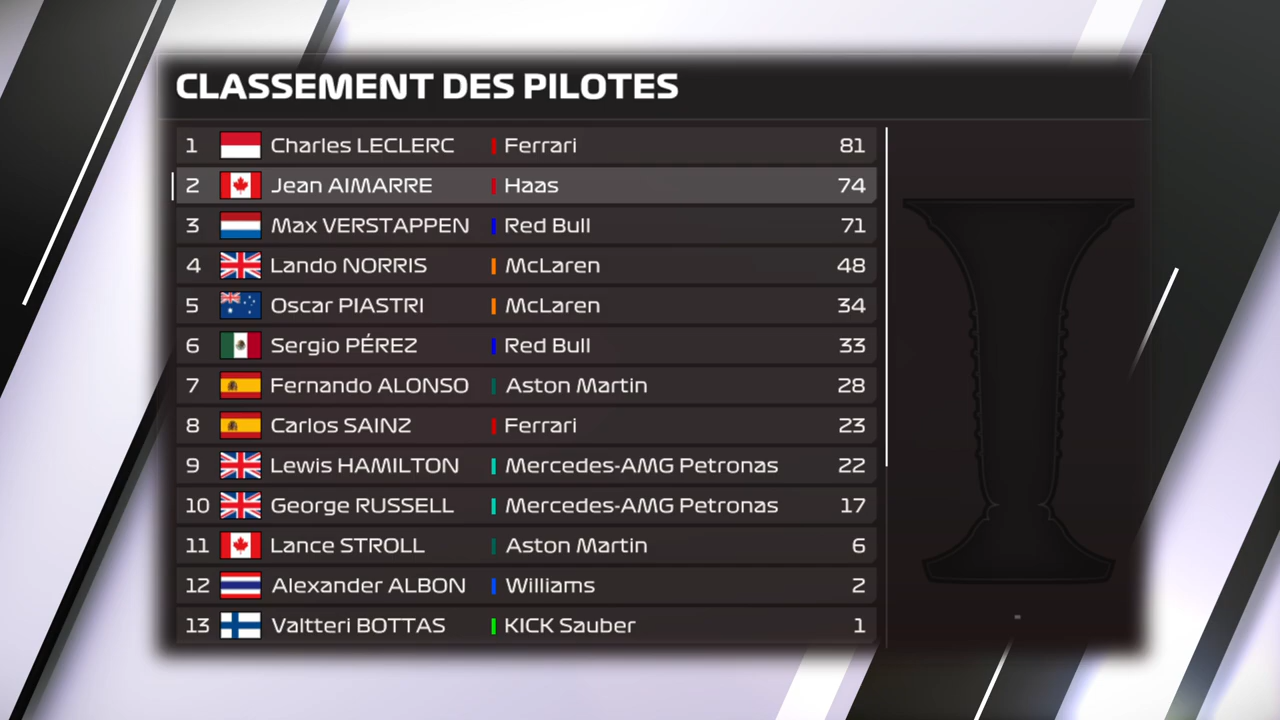 CLASSEMENT DES PILOTES
1 Charles LECLERC Ferrari 81
2 Jean AIMARRE Haas 74
3 Max VERSTAPPEN Red Bull 71
4 Lando NORRIS McLaren 48
5 Oscar PIASTRI McLaren 34
6 Sergio PÉREZ Red Bull 33
7 Fernando ALONSO Aston Martin 28
8 Carlos SAINZ Ferrari 23
9 Lewis HAMILTON Mercedes-AMG Petronas 22
10 George RUSSELL Mercedes-AMG Petronas 17
11 Lance STROLL Aston Martin 6
12 Alexander ALBON Williams 2
13 Valtteri BOTTAS KICK Sauber 1